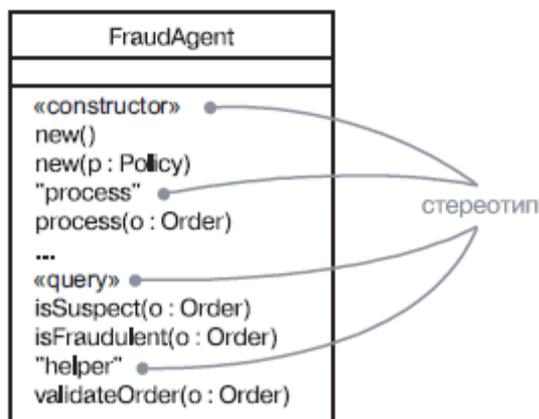 FraudAgent
«constructor»
new()
new(p : Policy)
"process"
process(o : Order)
...
«query»
isSuspect(o : Order)
isFraudulent(o : Order)
"helper"
validateOrder(o : Order)
стереотип